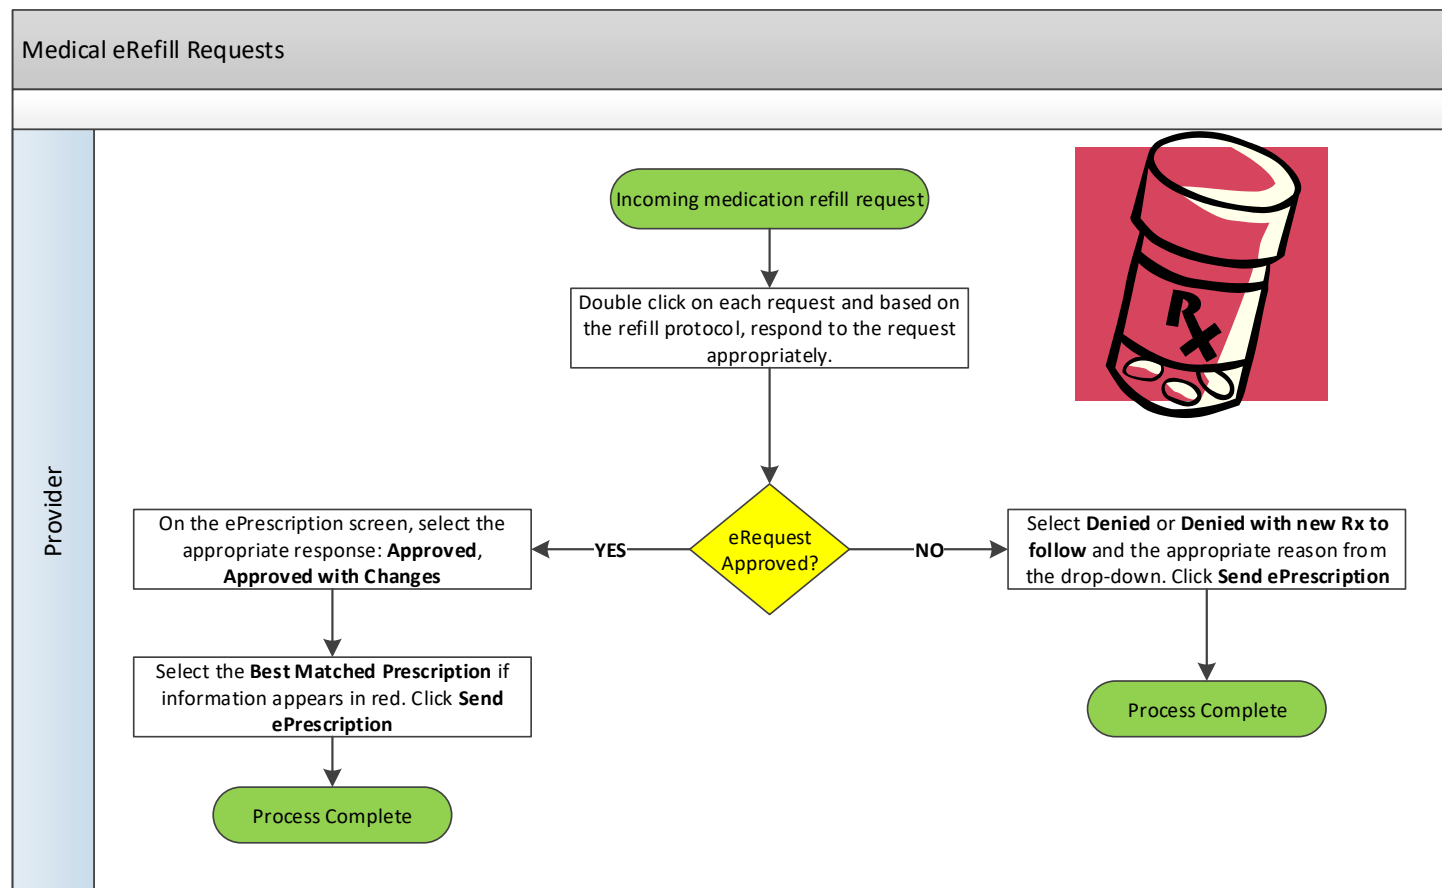 Medical eRefill Requests
Provider
Incoming medication refill request
Double click on each request and based on
the refill protocol, respond to the request
appropriately.
Rx
eRequest
Approved?
YES
NO
On the ePrescription screen, select the
appropriate response: Approved,
Approved with Changes
Select Denied or Denied with new Rx to
follow and the appropriate reason from
the drop-down. Click Send ePrescription
Select the Best Matched Prescription if
information appears in red. Click Send
ePrescription
Process Complete
Process Complete